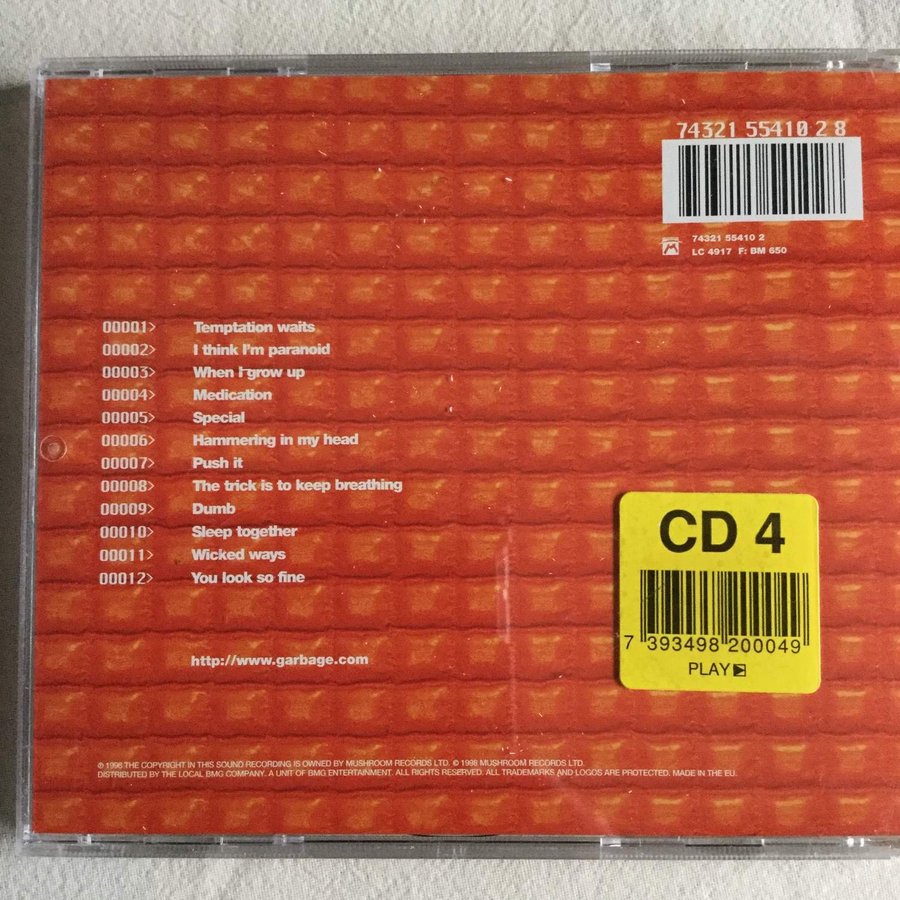 74321 55410 2 8
74321 55410 2
LC 4917 F: BM 650
00001> Temptation waits
00002> I think I'm paranoid
00003> When I grow up
00004> Medication
00005> Special
00006> Hammering in my head
00007> Push it
00008> The trick is to keep breathing
00009> Dumb
00010> Sleep together
00011> Wicked ways
00012> You look so fine
CD 4
7 393498 200049
PLAY
http://www.garbage.com
℗ 1998 THE COPYRIGHT IN THIS SOUND RECORDING IS OWNED BY MUSHROOM RECORDS LTD. © 1998 MUSHROOM RECORDS LTD.
DISTRIBUTED BY THE LOCAL BMG COMPANY. A UNIT OF BMG ENTERTAINMENT. ALL RIGHTS RESERVED. ALL TRADEMARKS AND LOGOS ARE PROTECTED. MADE IN THE EU.